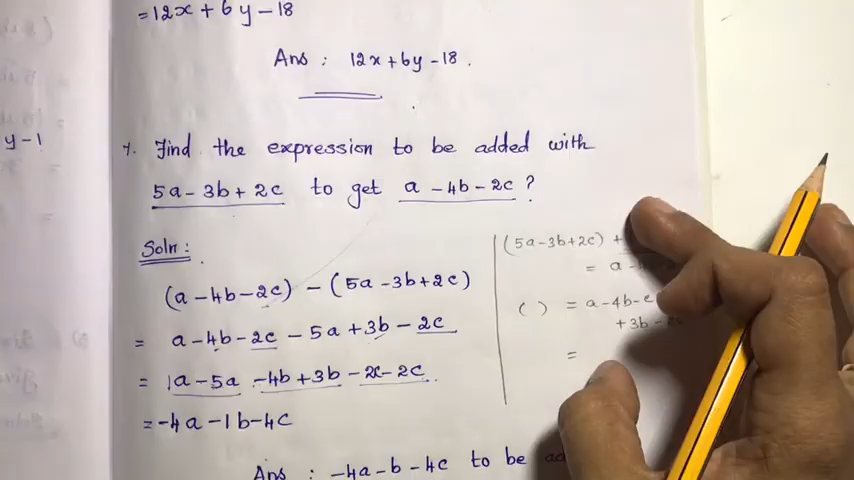 =12x+6y-18
Ans : 12x+6y-18.
y-1
7. Find the expression to be added with
5a-3b+2c to get a-4b-2c ?
Soln :
(a-4b-2c) - (5a-3b+2c)
= a-4b-2c-5a+3b-2c
= 1a-5a-4b+3b-2c-2c
=-4a-1b-4c
Ans : -4a-b-4c to be
(5a-3b+2c) +
= a
( ) = a-4b-c
+3b-
=